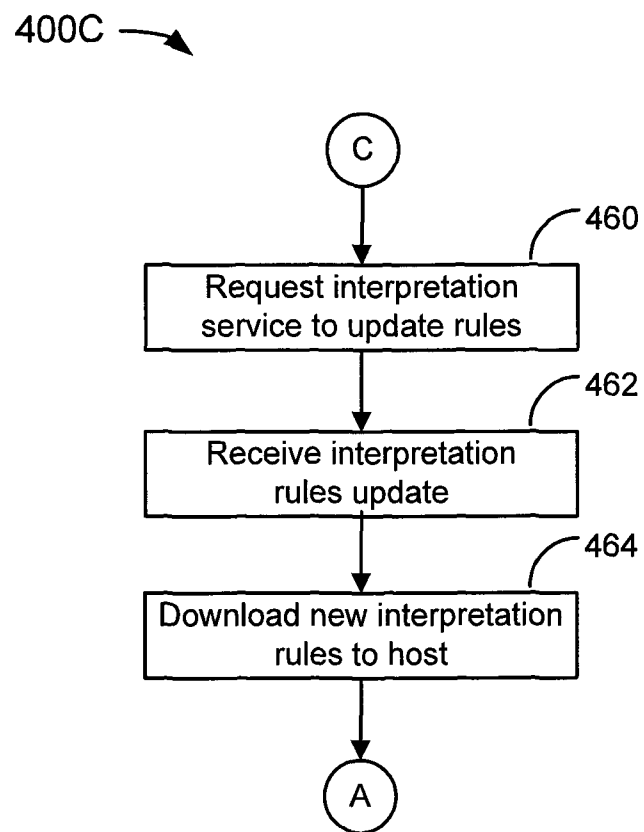 400C
C
460
Request interpretation
service to update rules
462
Receive interpretation
rules update
464
Download new interpretation
rules to host
A